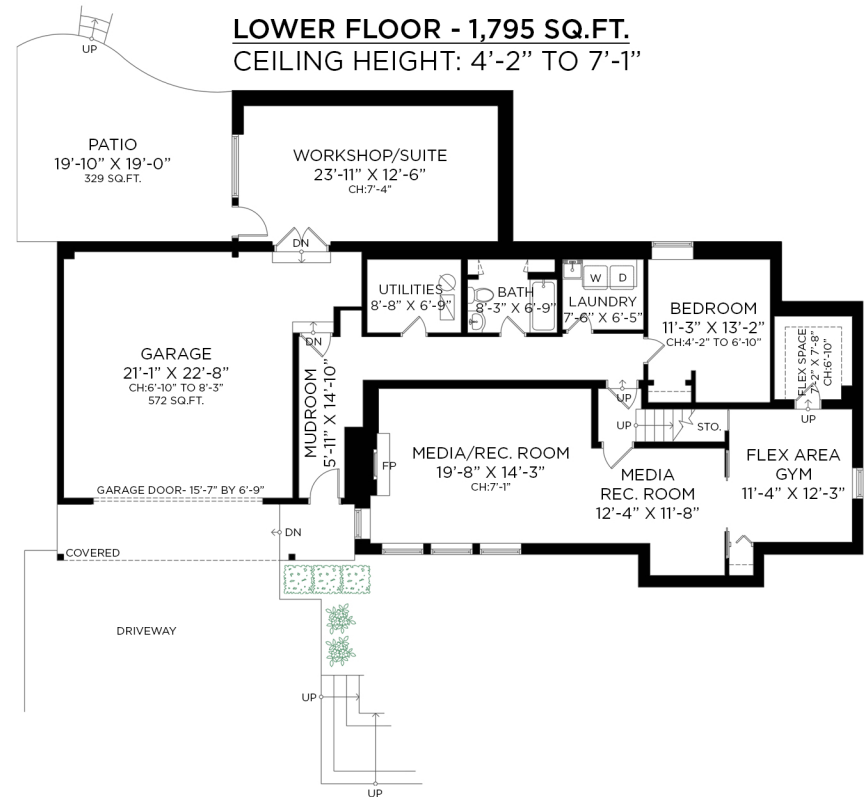 LOWER FLOOR - 1,795 SQ.FT.
CEILING HEIGHT: 4'-2" TO 7'-1"
UP
PATIO
19'-10" X 19'-0"
329 SQ.FT.
WORKSHOP/SUITE
23'-11" X 12'-6"
CH:7'-4"
DN
UTILITIES
8'-8" X 6'-9"
BATH
8'-3" X 6'-9"
W D
LAUNDRY
7'-6" X 6'-5"
BEDROOM
11'-3" X 13'-2"
CH:4'-2" TO 6'-10"
FLEX SPACE
7'-2" X 7'-8"
CH:6'-10"
UP
GARAGE
21'-1" X 22'-8"
CH:6'-10" TO 8'-3"
572 SQ.FT.
GARAGE DOOR- 15'-7" BY 6'-9"
DN
MUDROOM
5'-11" X 14'-10"
FP
MEDIA/REC. ROOM
19'-8" X 14'-3"
CH:7'-1"
UP
UP
STO.
MEDIA
REC. ROOM
12'-4" X 11'-8"
FLEX AREA
GYM
11'-4" X 12'-3"
DN
COVERED
DRIVEWAY
UP
UP